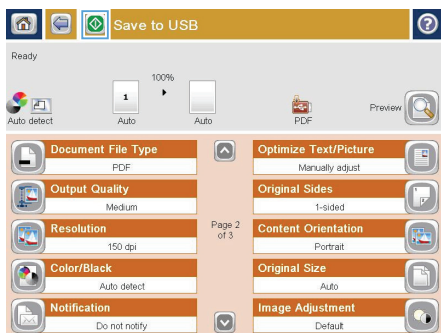 Save to USB
?
Ready
100%
1
Auto detect
Auto
Auto
PDF
Preview
Document File Type
PDF
Optimize Text/Picture
Manually adjust
Output Quality
Medium
Original Sides
1-sided
Resolution
150 dpi
Page 2
of 3
Content Orientation
Portrait
Color/Black
Auto detect
Original Size
Auto
Notification
Do not notify
Image Adjustment
Default